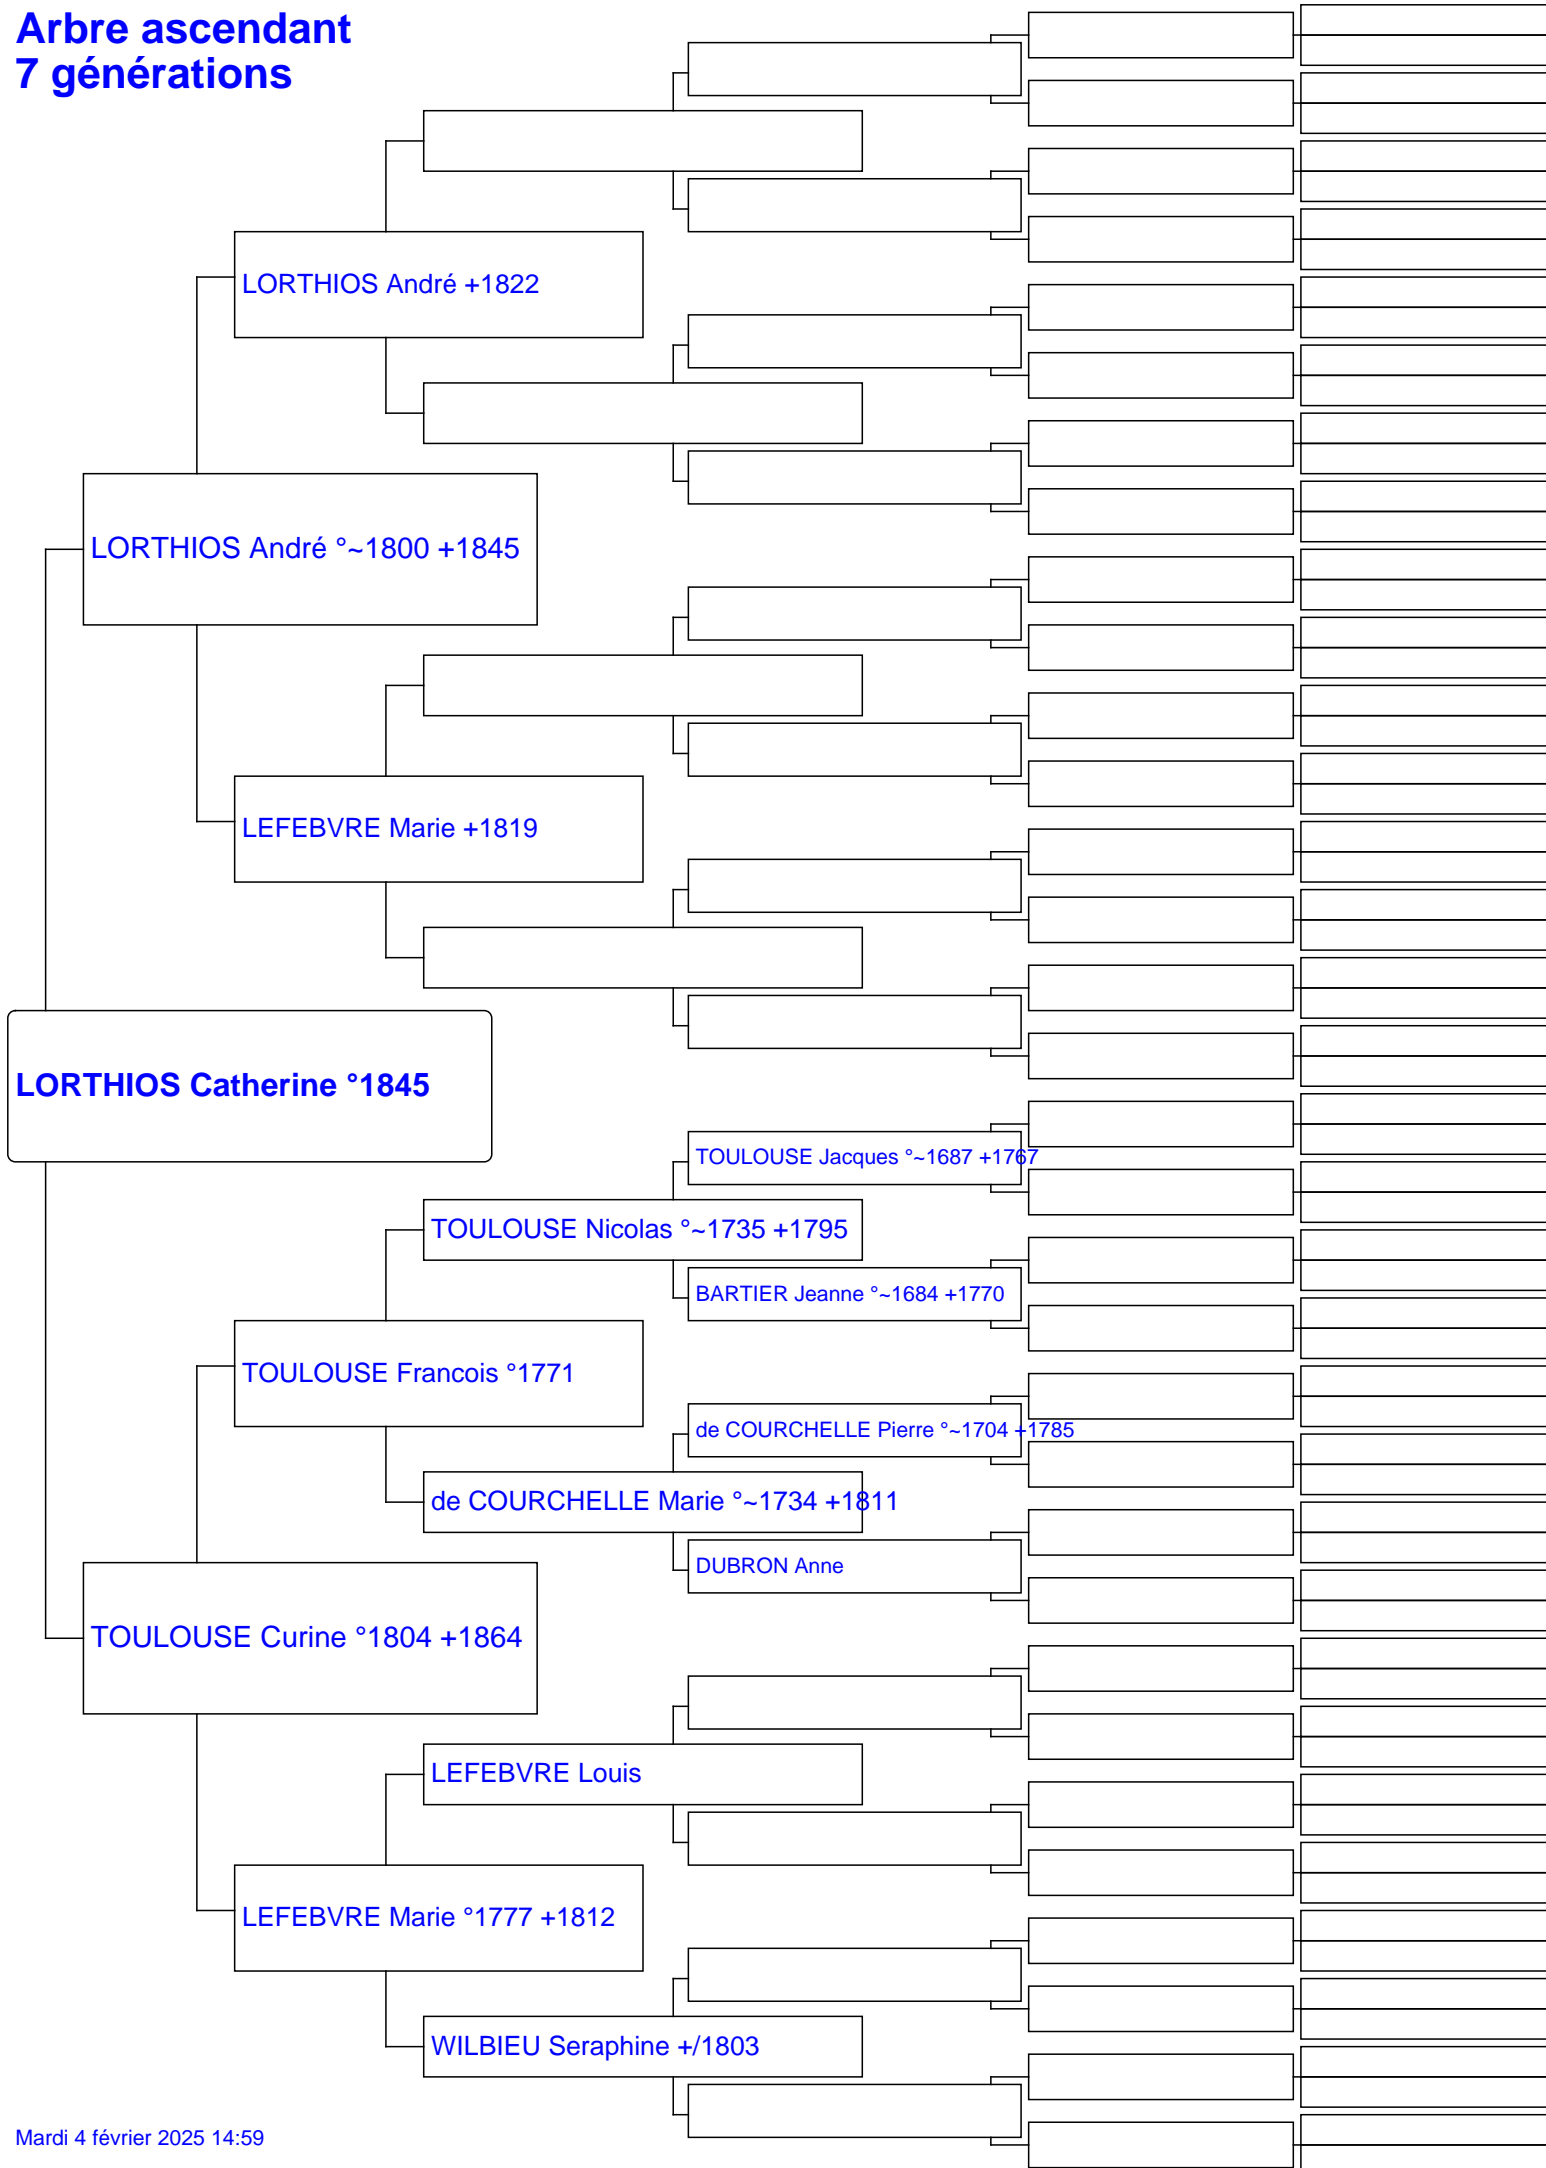 Arbre ascendant
7 générations
LORTHIOS André +1822
LORTHIOS André °~1800 +1845
LEFEBVRE Marie +1819
LORTHIOS Catherine °1845
TOULOUSE Jacques °~1687 +1767
TOULOUSE Nicolas °~1735 +1795
BARTIER Jeanne °~1684 +1770
TOULOUSE Francois °1771
de COURCHELLE Pierre °~1704 +1785
de COURCHELLE Marie °~1734 +1811
DUBRON Anne
TOULOUSE Curine °1804 +1864
LEFEBVRE Louis
LEFEBVRE Marie °1777 +1812
WILBIEU Seraphine +/1803
Mardi 4 février 2025 14:59